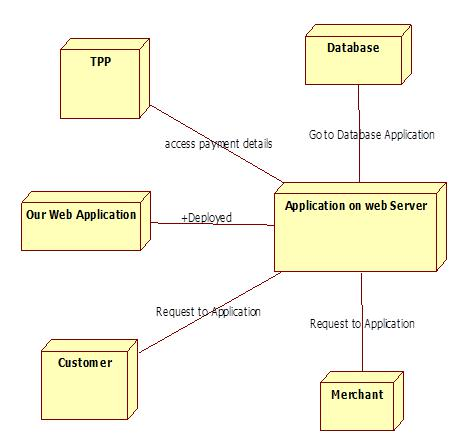 Database
TPP
Go to Database Application
access payment details
Our Web Application
+Deployed
Application on web Server
Request to Application
Request to Application
Customer
Merchant